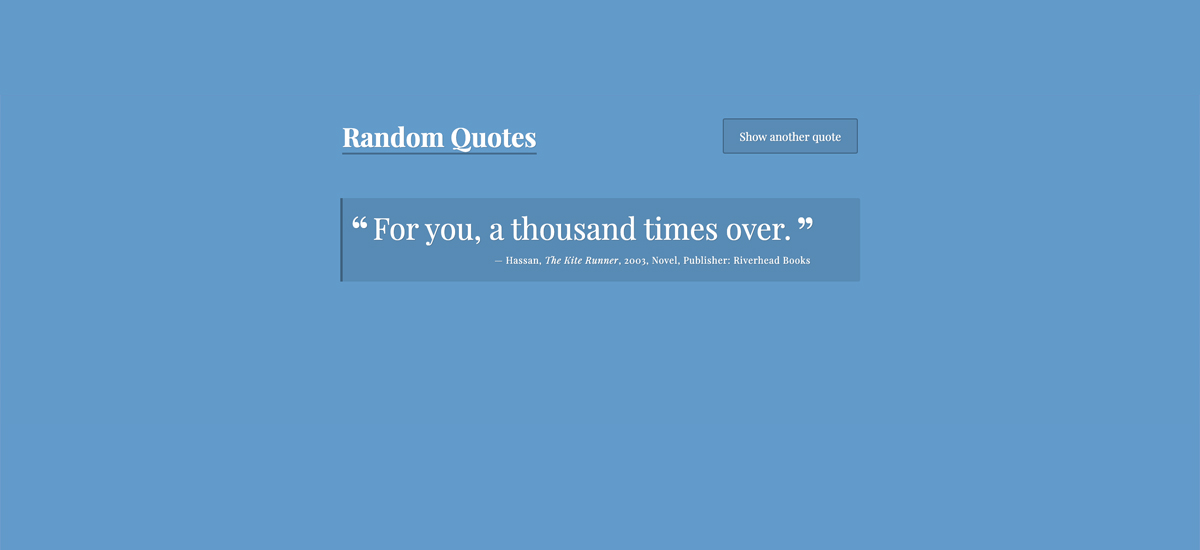 Random Quotes
Show another quote
“ For you, a thousand times over. ”
— Hassan, The Kite Runner, 2003, Novel, Publisher: Riverhead Books